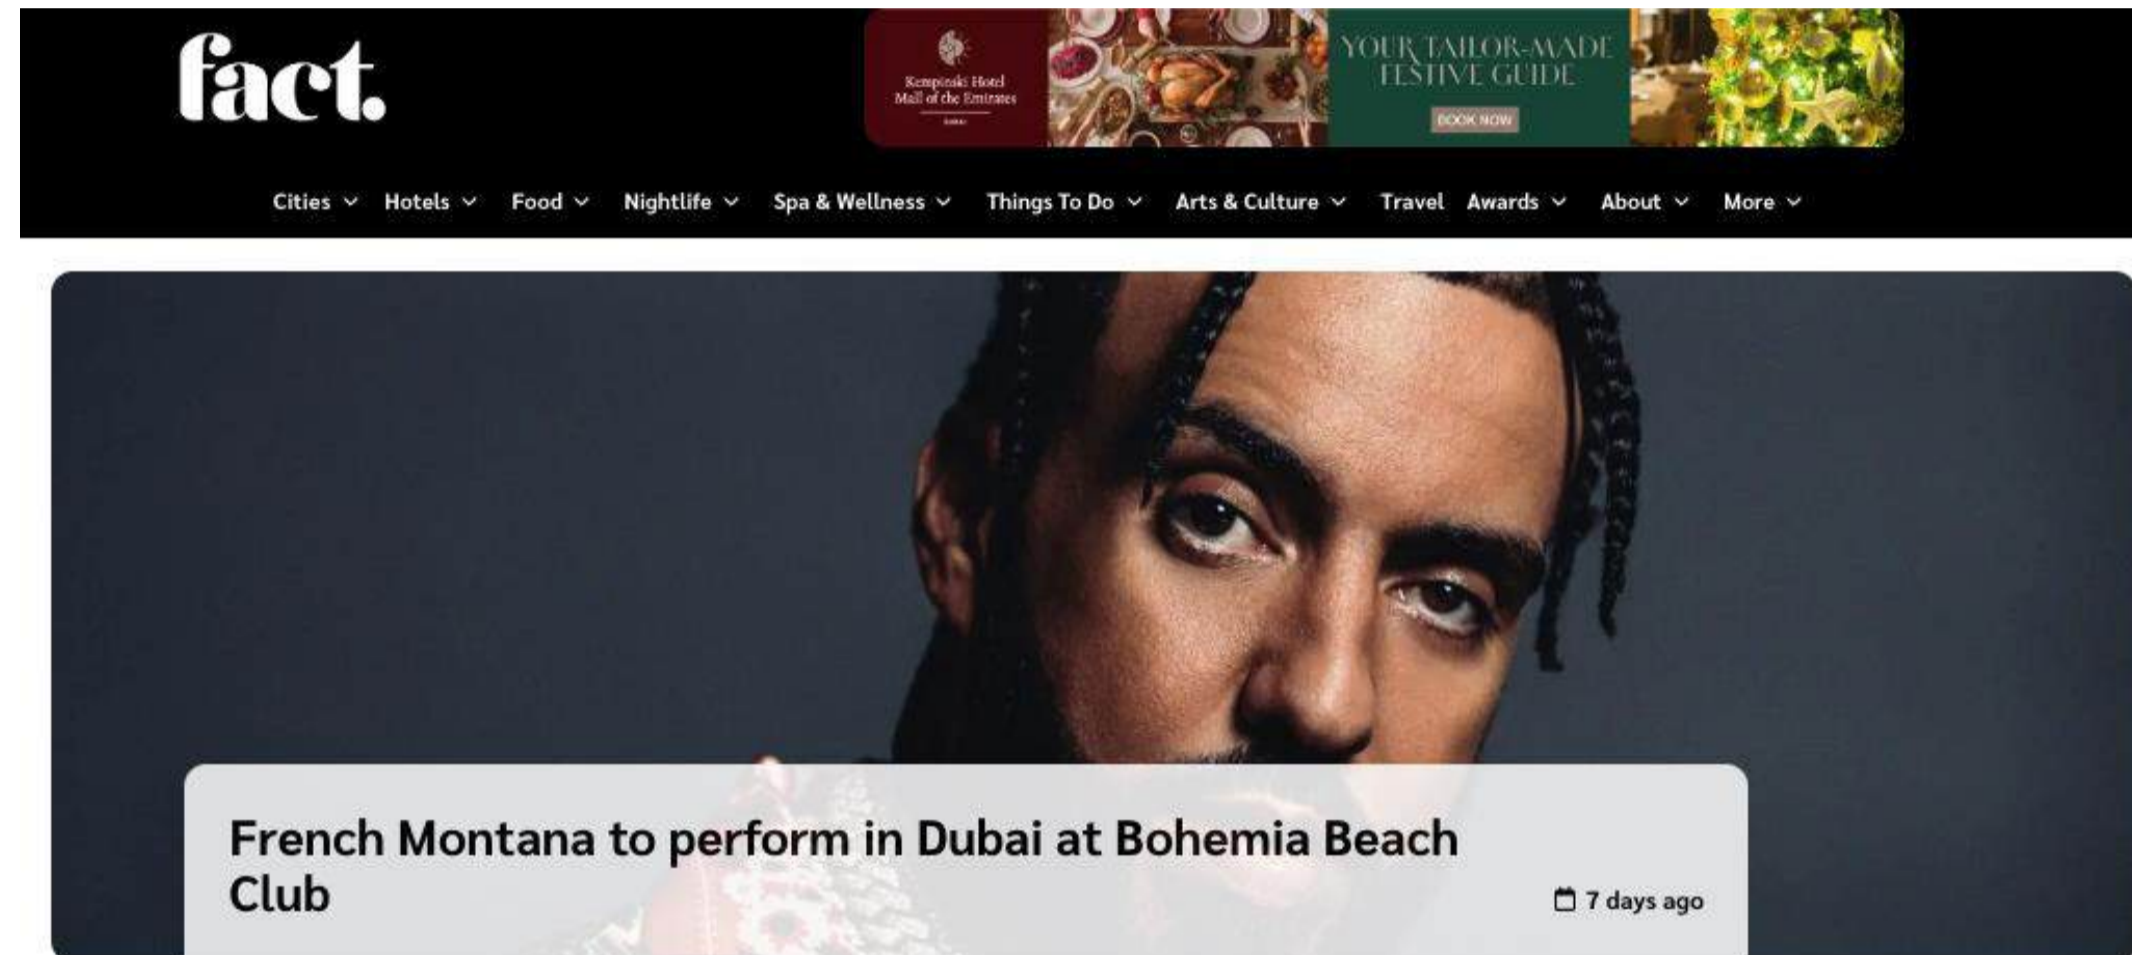 fact.
Kempinski Hotel
Mall of the Emirates
YOUR TAILOR-MADE
FESTIVE GUIDE
BOOK NOW
Cities Hotels Food Nightlife Spa & Wellness Things To Do Arts & Culture Travel Awards About More
French Montana to perform in Dubai at Bohemia Beach
Club
7 days ago